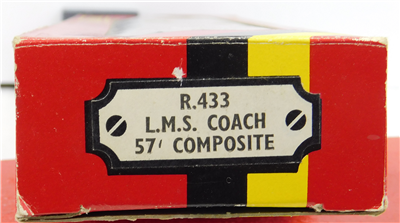 R.433
L.M.S. COACH
57' COMPOSITE